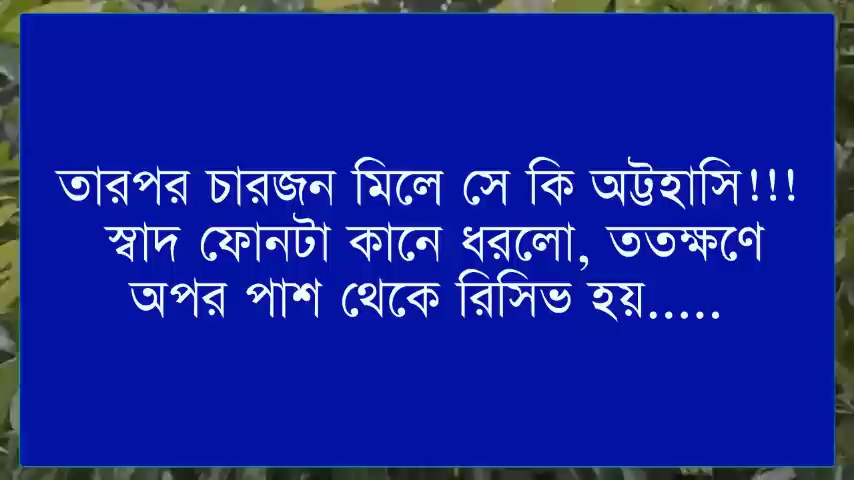 তারপর চারজন মিলে সে কি অট্টহাসি!!!
স্বাদ ফোনটা কানে ধরলো, ততক্ষণে
অপর পাশ থেকে রিসিভ হয়.....